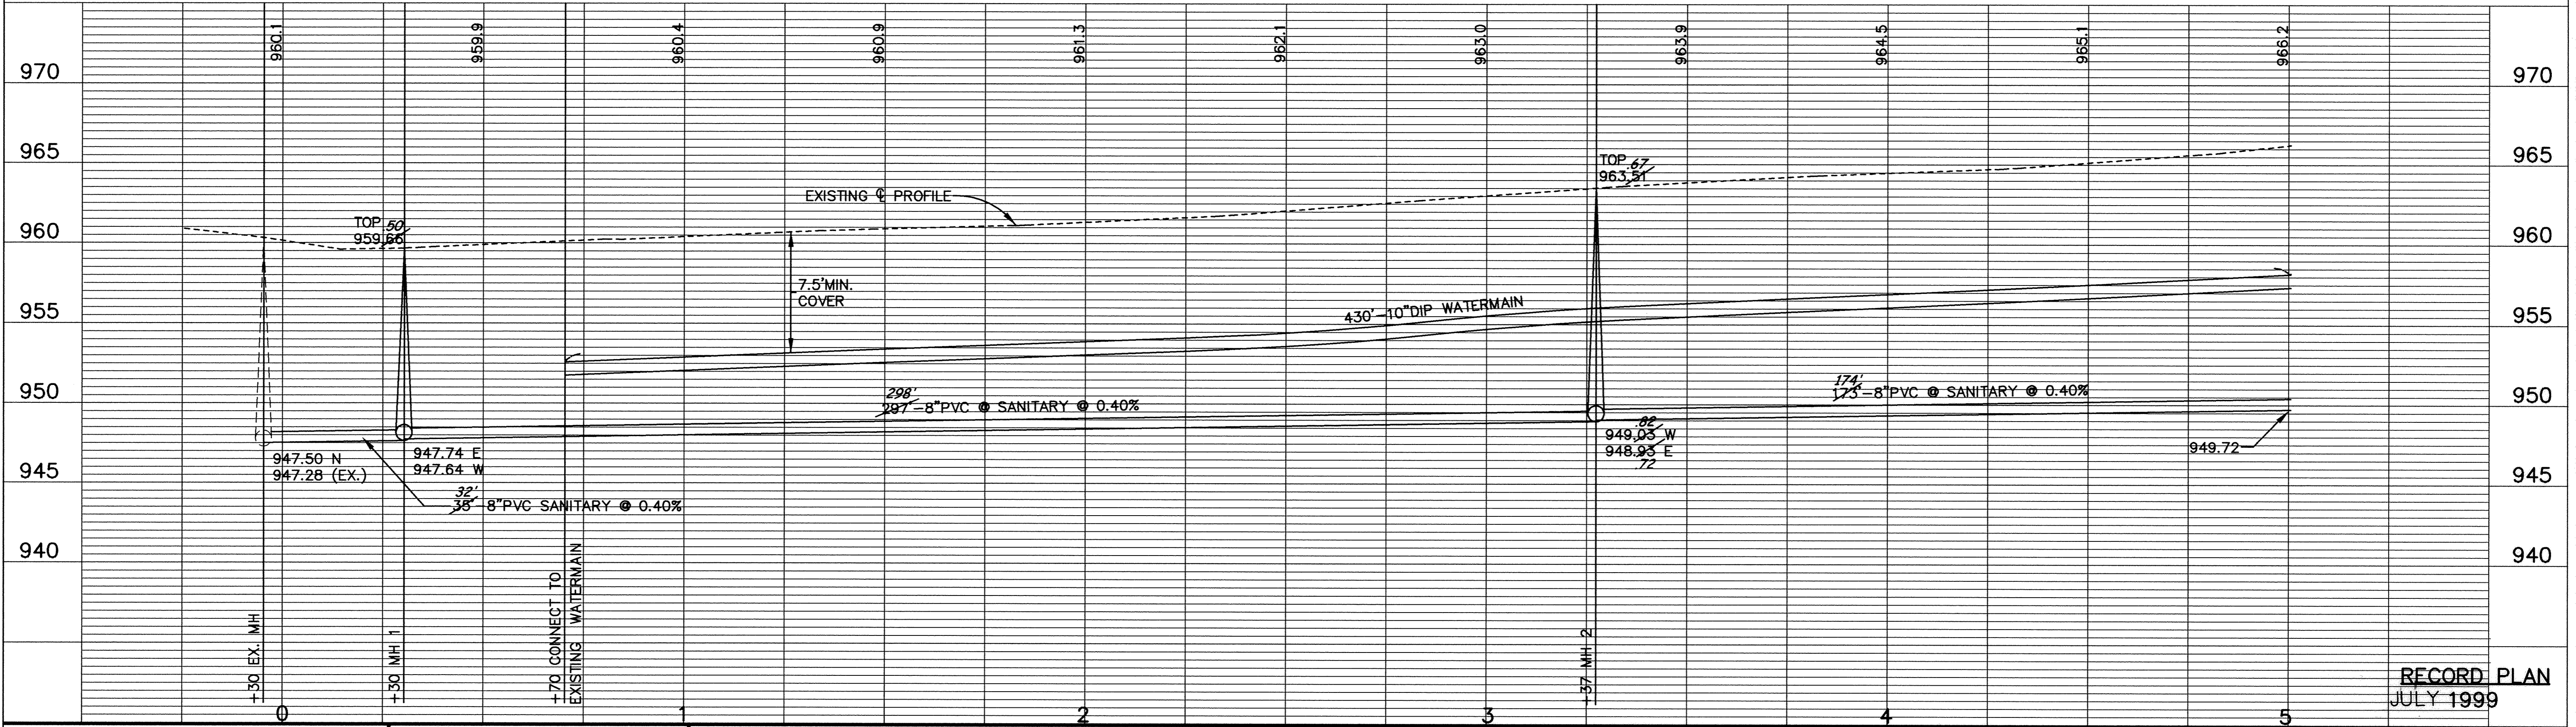 960.1 959.9 960.4 960.9 961.3 962.1 963.0 963.9 964.5 965.1 966.2
970 970
965 965
TOP .67
963.51
EXISTING ℄ PROFILE
TOP .50
959.66
960 960
7.5'MIN.
COVER
430'-10"DIP WATERMAIN
955 955
298'
297'-8"PVC @ SANITARY @ 0.40%
174'
173'-8"PVC @ SANITARY @ 0.40%
950 950
.82
949.03 W
948.93 E
.72
949.72
947.50 N
947.28 (EX.)
947.74 E
947.64 W
945 945
32'
35'-8"PVC SANITARY @ 0.40%
940 940
+30 EX. MH
+30 MH 1
+70 CONNECT TO
EXISTING WATERMAIN
+37 MH 2
RECORD PLAN
JULY 1999
0 1 2 3 4 5